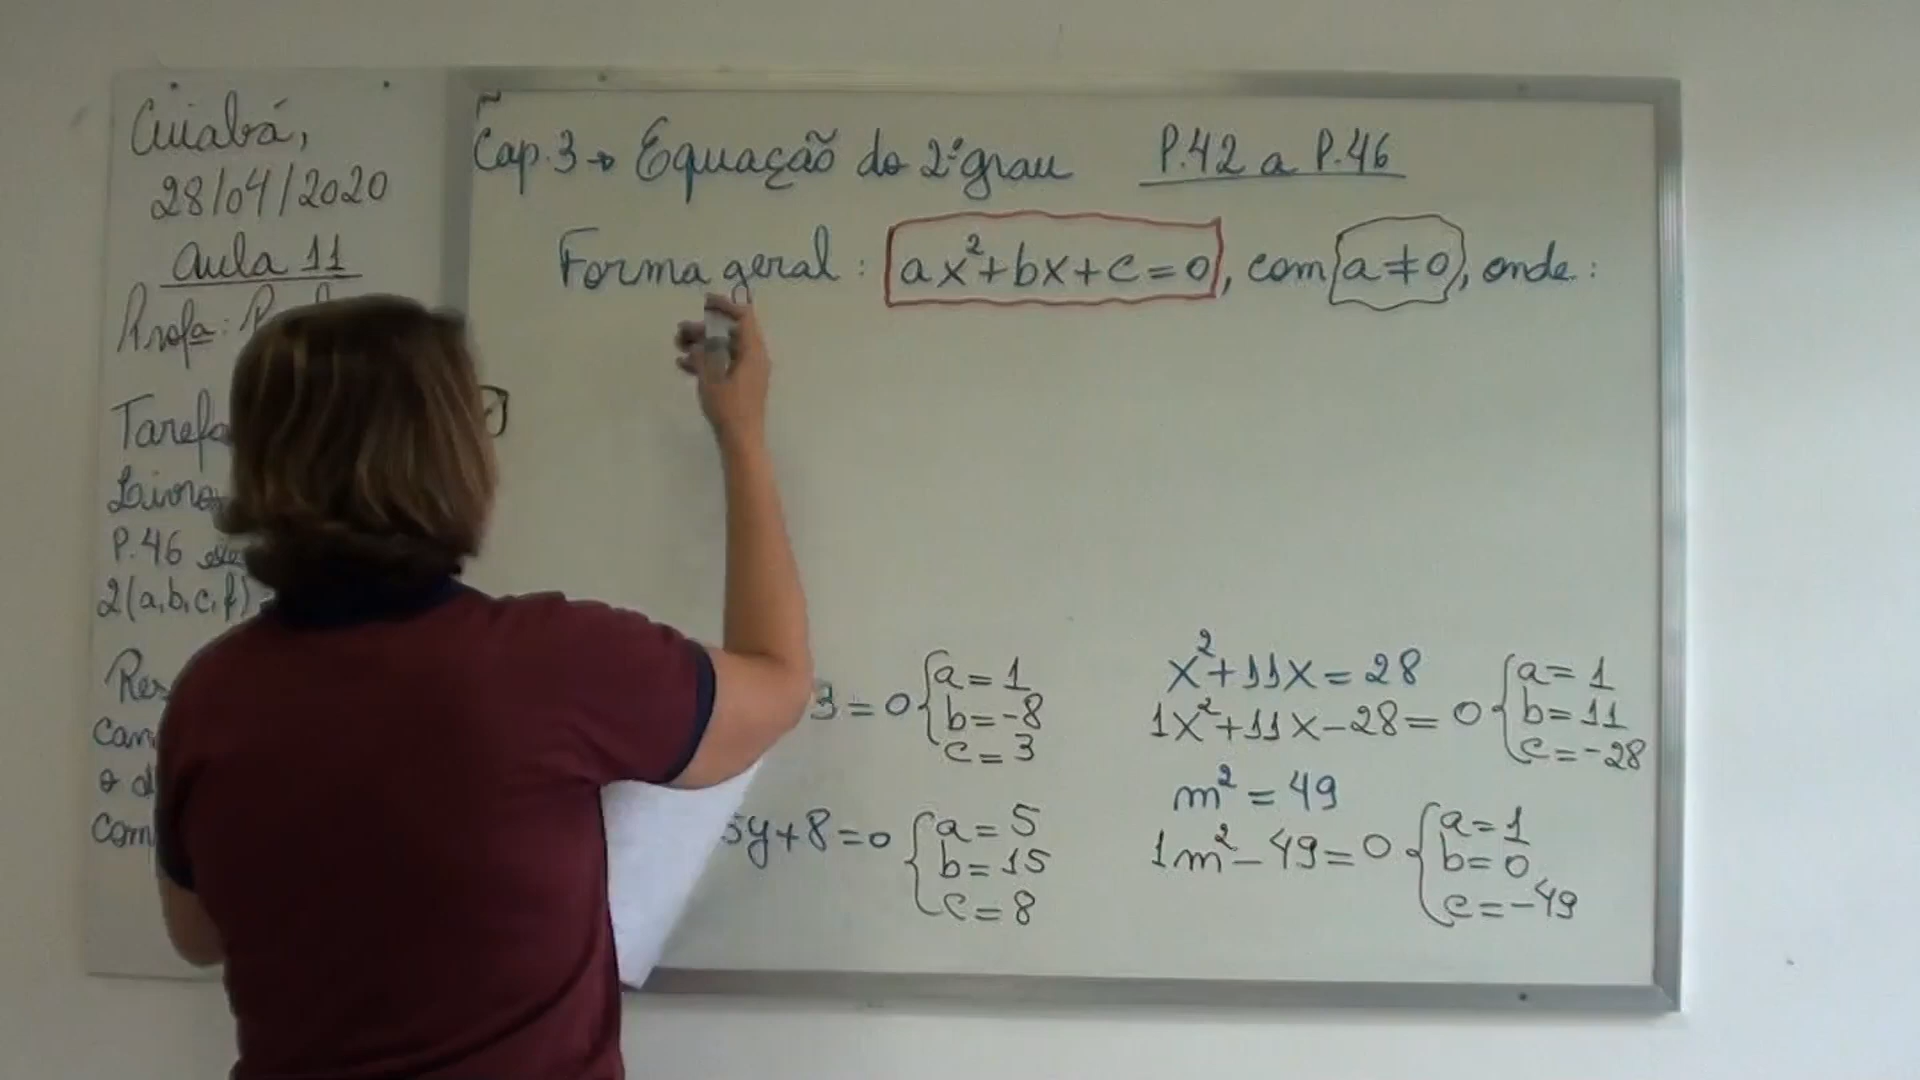 Cuiabá,
28/04/2020
Aula 11
Profa:
Tarefa
Livro
P.46
2(a,b,c,f)
Cap.3→ Equação do 2º grau P.42 a P.46
Forma geral: ax²+bx+c=0, com a≠0, onde:
3=0 { a=1
b=-8
c=3
5y+8=0 { a=5
b=15
c=8
x²+11x=28
1x²+11x-28=0 { a=1
b=11
c=-28
m²=49
1m²-49=0 { a=1
b=0
c=-49